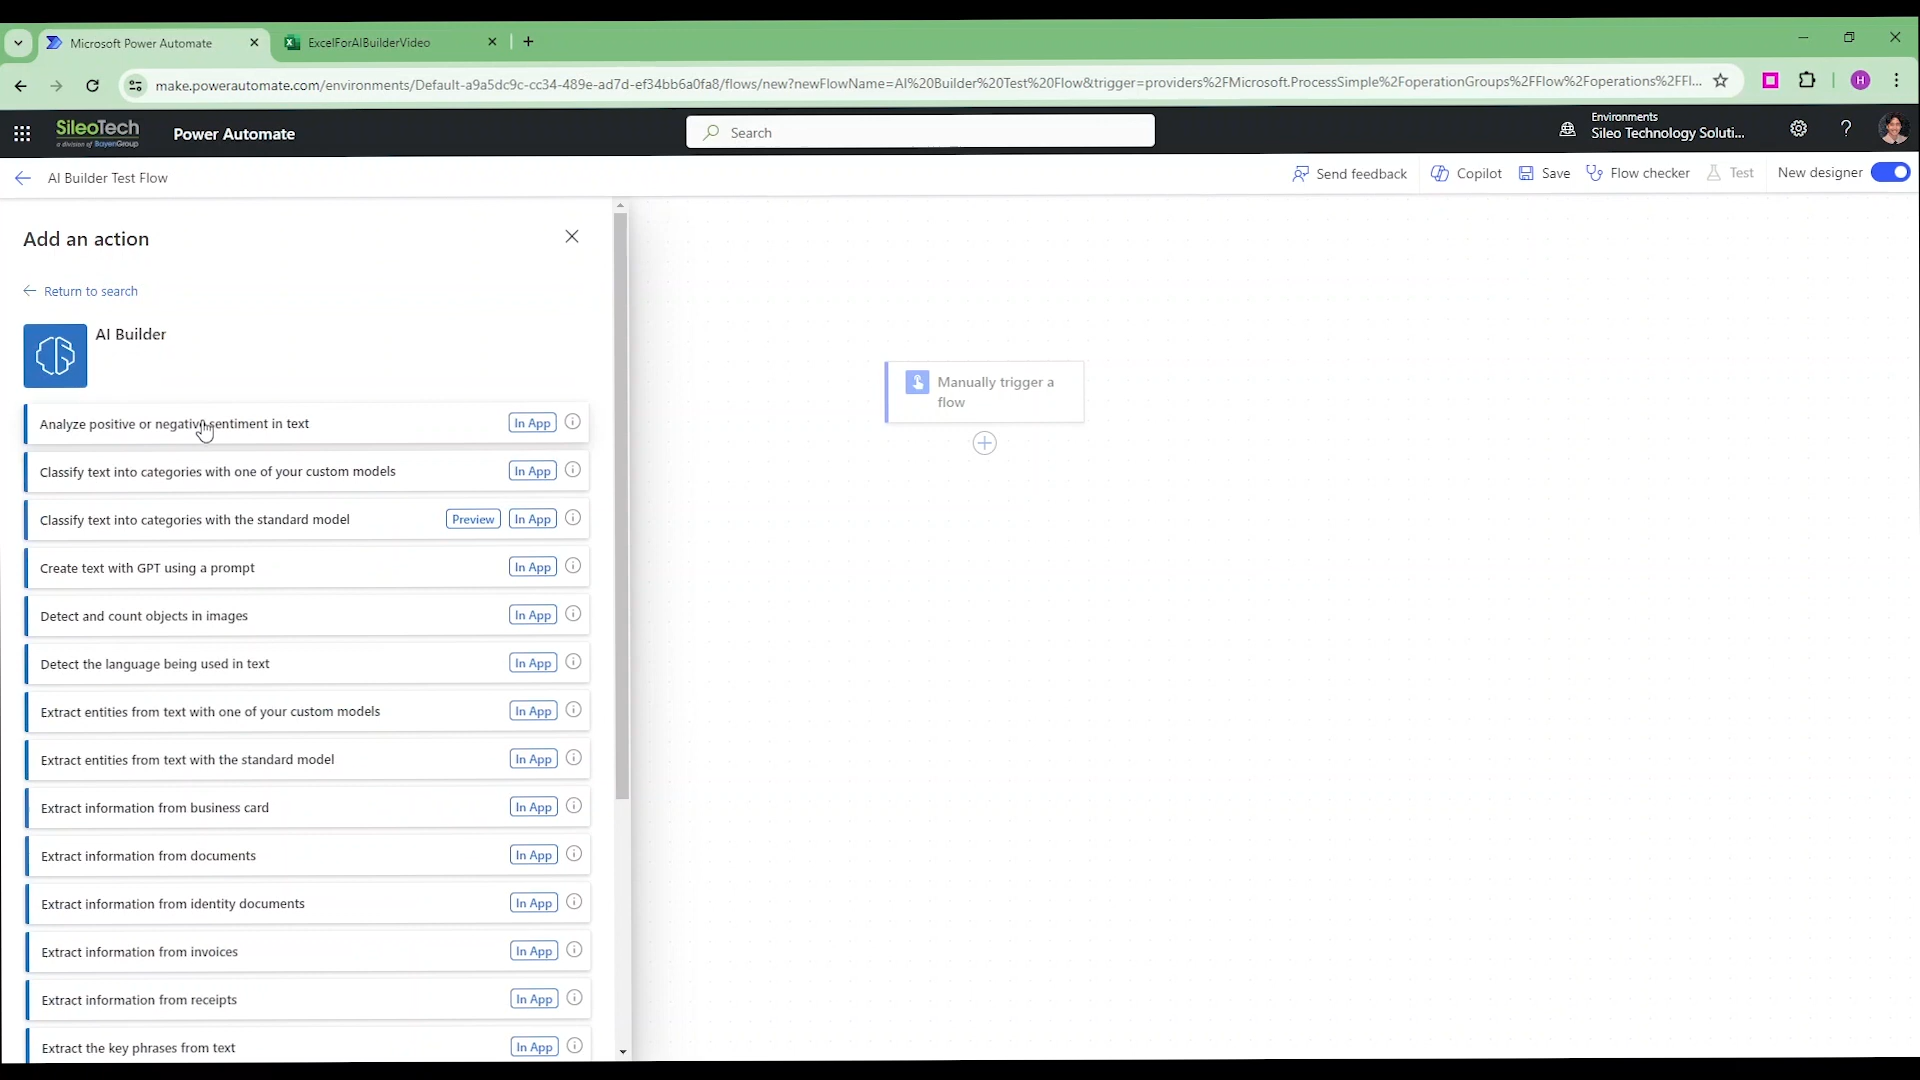 Microsoft Power Automate
ExcelForAIBuilderVideo
make.powerautomate.com/environments/Default-a9a5dc9c-cc34-489e-ad7d-ef34bb6a0fa8/flows/new?newFlowName=AI%20Builder%20Test%20Flow&trigger=providers%2FMicrosoft.ProcessSimple%2FoperationGroups%2FFlow%2Foperations%2FFl...
H
SileoTech
a division of BayenGroup
Power Automate
Search
Environments
Sileo Technology Soluti...
?
AI Builder Test Flow
Send feedback
Copilot
Save
Flow checker
Test
New designer
Add an action
Return to search
AI Builder
Analyze positive or negative sentiment in text In App
Classify text into categories with one of your custom models In App
Classify text into categories with the standard model Preview In App
Create text with GPT using a prompt In App
Detect and count objects in images In App
Detect the language being used in text In App
Extract entities from text with one of your custom models In App
Extract entities from text with the standard model In App
Extract information from business card In App
Extract information from documents In App
Extract information from identity documents In App
Extract information from invoices In App
Extract information from receipts In App
Extract the key phrases from text In App
Manually trigger a
flow